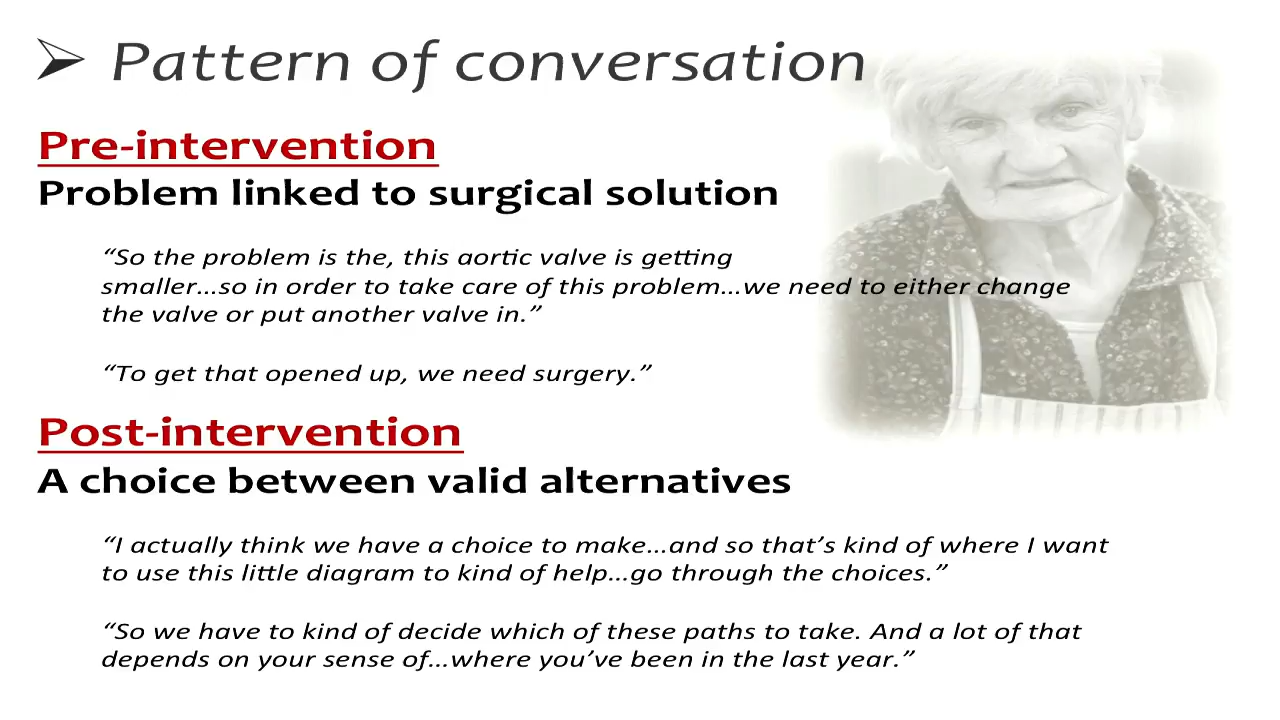 Pattern of conversation
Pre-intervention
Problem linked to surgical solution
“So the problem is the, this aortic valve is getting
smaller...so in order to take care of this problem...we need to either change
the valve or put another valve in.”
“To get that opened up, we need surgery.”
Post-intervention
A choice between valid alternatives
“I actually think we have a choice to make...and so that’s kind of where I want
to use this little diagram to kind of help...go through the choices.”
“So we have to kind of decide which of these paths to take. And a lot of that
depends on your sense of...where you’ve been in the last year.”